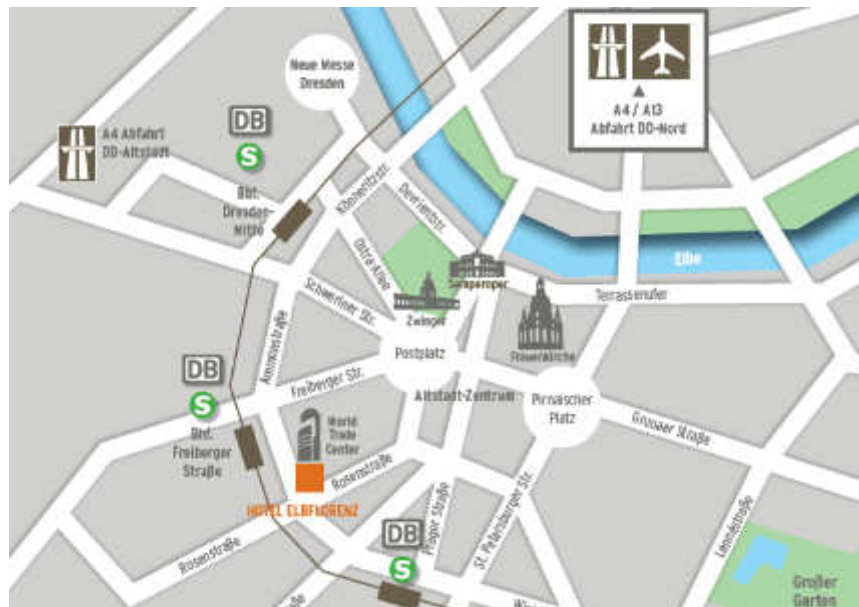 Neue Messe
Dresden
A4 / A13
Abfahrt DD-Nord
DB
A4 Abfahrt
DD-Altstadt
S
Bhf.
Dresden-
Mitte
Könneritzstr.
Devrientstr.
Ostra-Allee
Elbe
Semperoper
Schweriner Str.
Terrassenufer
Zwinger
Ammonstraße
Postplatz
Frauenkirche
DB
Freiberger Str.
S
Altstadt-Zentrum
Pirnaischer
Platz
Grunaer Straße
Bhf.
Freiberger
Straße
World
Trade
Center
Rosenstraße
HOTEL ELBFLORENZ
Prager Straße
St. Petersburger Str.
Lennéstraße
Rosenstraße
DB
S
Großer
Garten